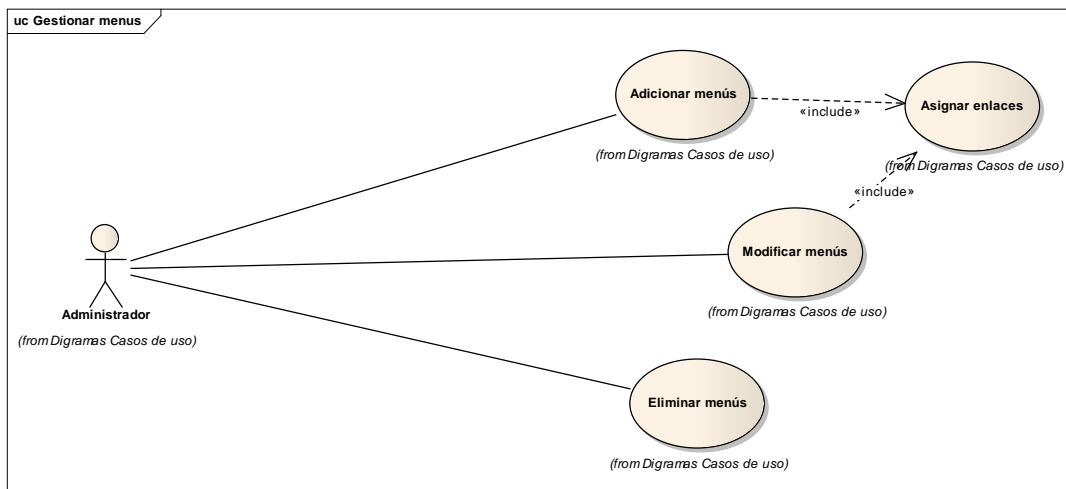 uc Gestionar menus
Adicionar menús
(from Digramas Casos de uso)
«include»
Asignar enlaces
(from Digramas Casos de uso)
«include»
Modificar menús
(from Digramas Casos de uso)
Administrador
(from Digramas Casos de uso)
Eliminar menús
(from Digramas Casos de uso)